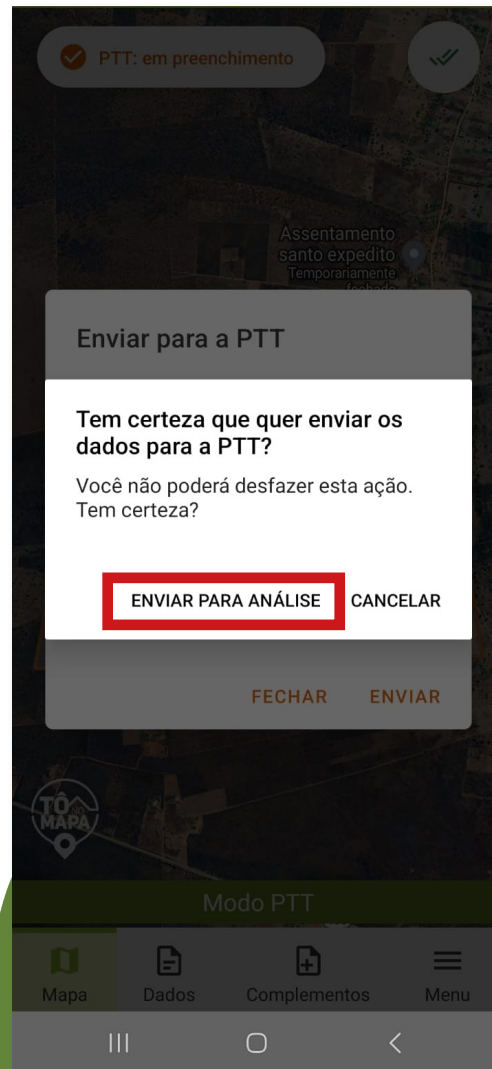 PTT: em preenchimento
Assentamento
santo expedito
Temporariamente
fechado
Enviar para a PTT
Tem certeza que quer enviar os
dados para a PTT?
Você não poderá desfazer esta ação.
Tem certeza?
ENVIAR PARA ANÁLISE CANCELAR
FECHAR ENVIAR
TÔ
MAPA
Modo PTT
Mapa Dados Complementos Menu